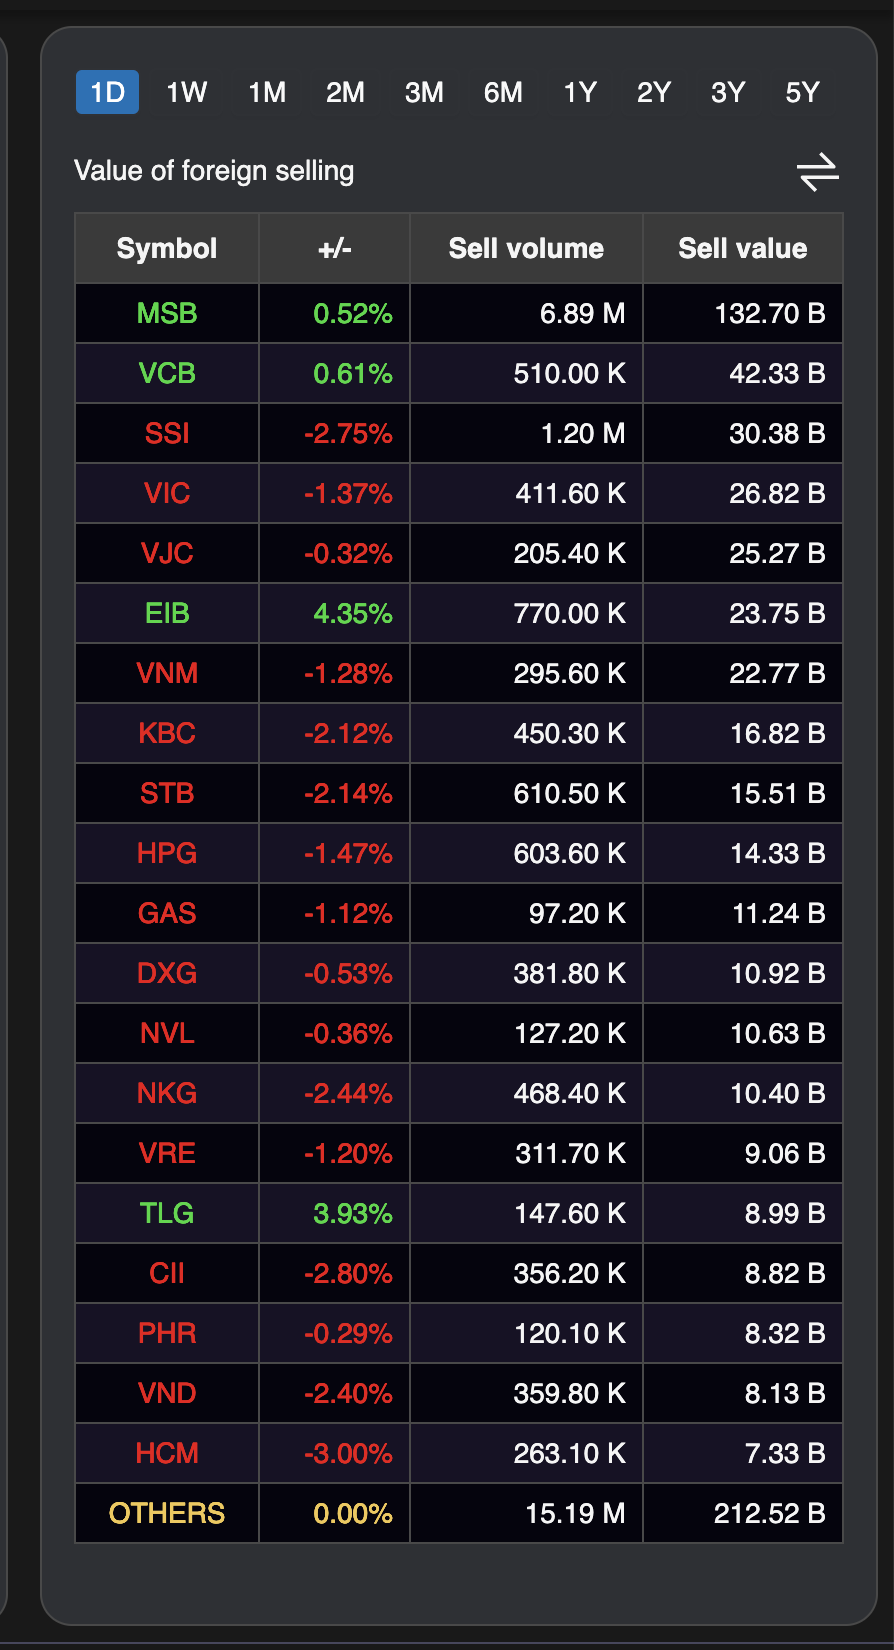 1D 1W 1M 2M 3M 6M 1Y 2Y 3Y 5Y
Value of foreign selling
Symbol +/- Sell volume Sell value
MSB 0.52% 6.89 M 132.70 B
VCB 0.61% 510.00 K 42.33 B
SSI -2.75% 1.20 M 30.38 B
VIC -1.37% 411.60 K 26.82 B
VJC -0.32% 205.40 K 25.27 B
EIB 4.35% 770.00 K 23.75 B
VNM -1.28% 295.60 K 22.77 B
KBC -2.12% 450.30 K 16.82 B
STB -2.14% 610.50 K 15.51 B
HPG -1.47% 603.60 K 14.33 B
GAS -1.12% 97.20 K 11.24 B
DXG -0.53% 381.80 K 10.92 B
NVL -0.36% 127.20 K 10.63 B
NKG -2.44% 468.40 K 10.40 B
VRE -1.20% 311.70 K 9.06 B
TLG 3.93% 147.60 K 8.99 B
CII -2.80% 356.20 K 8.82 B
PHR -0.29% 120.10 K 8.32 B
VND -2.40% 359.80 K 8.13 B
HCM -3.00% 263.10 K 7.33 B
OTHERS 0.00% 15.19 M 212.52 B